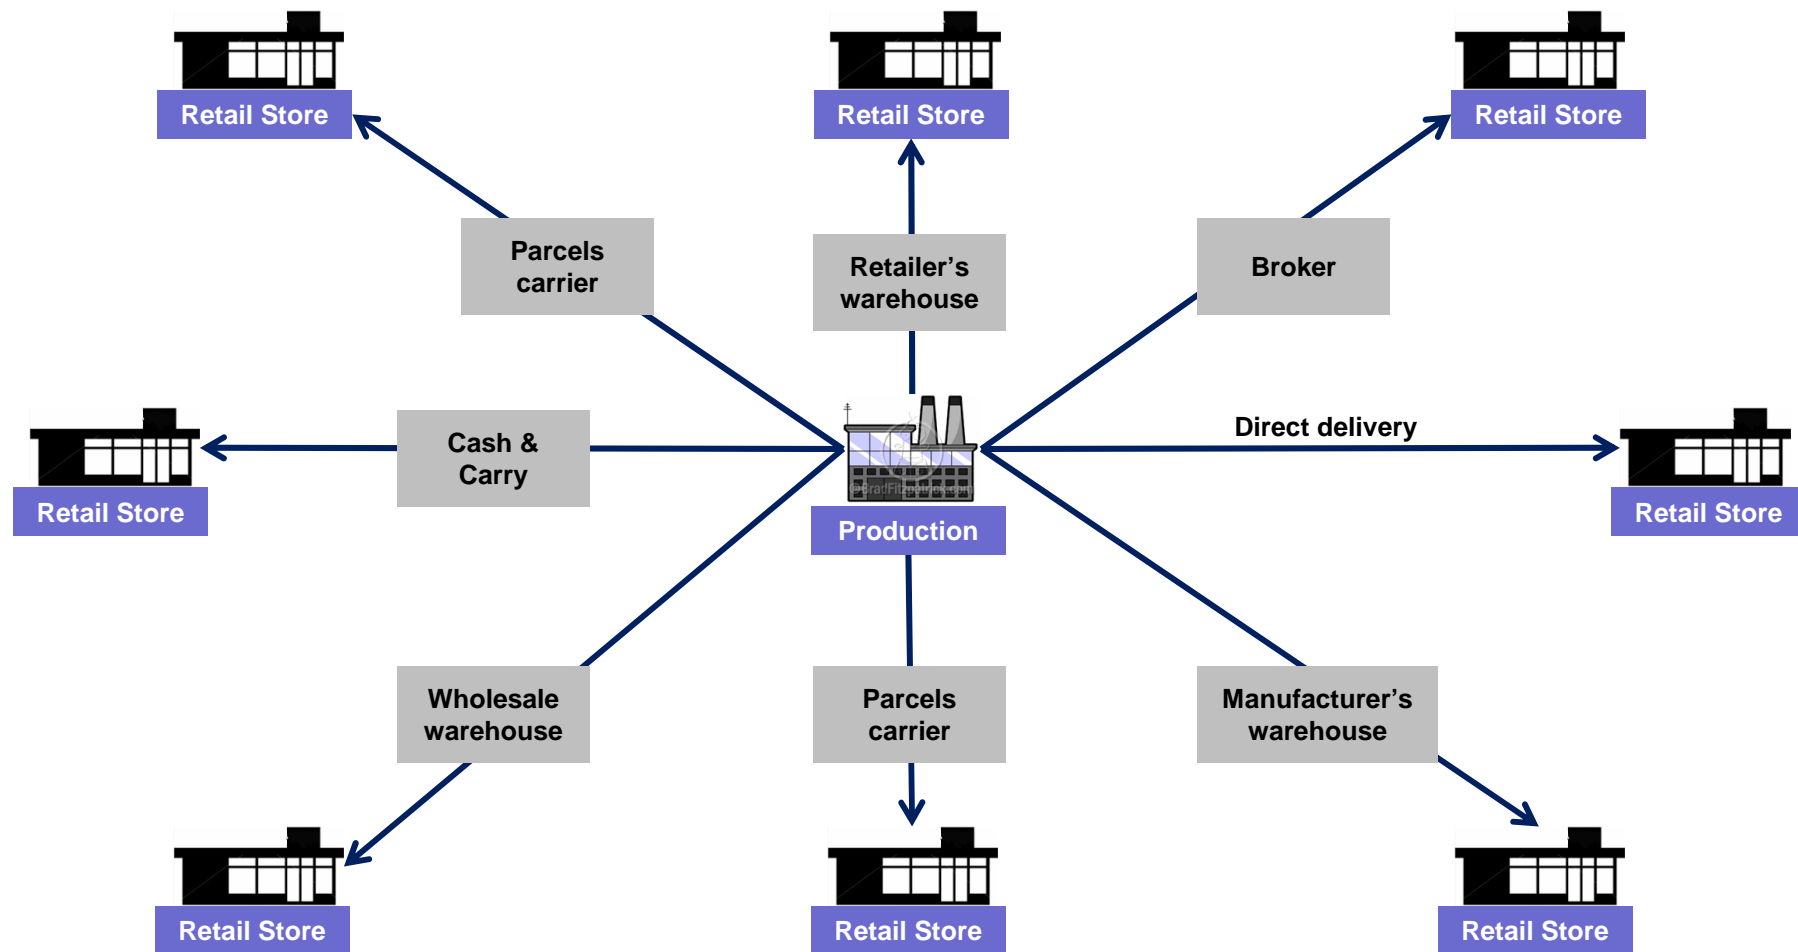 Retail Store
Retail Store
Retail Store
Parcels
carrier
Retailer’s
warehouse
Broker
Cash &
Carry
Direct delivery
Retail Store
Production
Retail Store
Wholesale
warehouse
Parcels
carrier
Manufacturer’s
warehouse
Retail Store
Retail Store
Retail Store